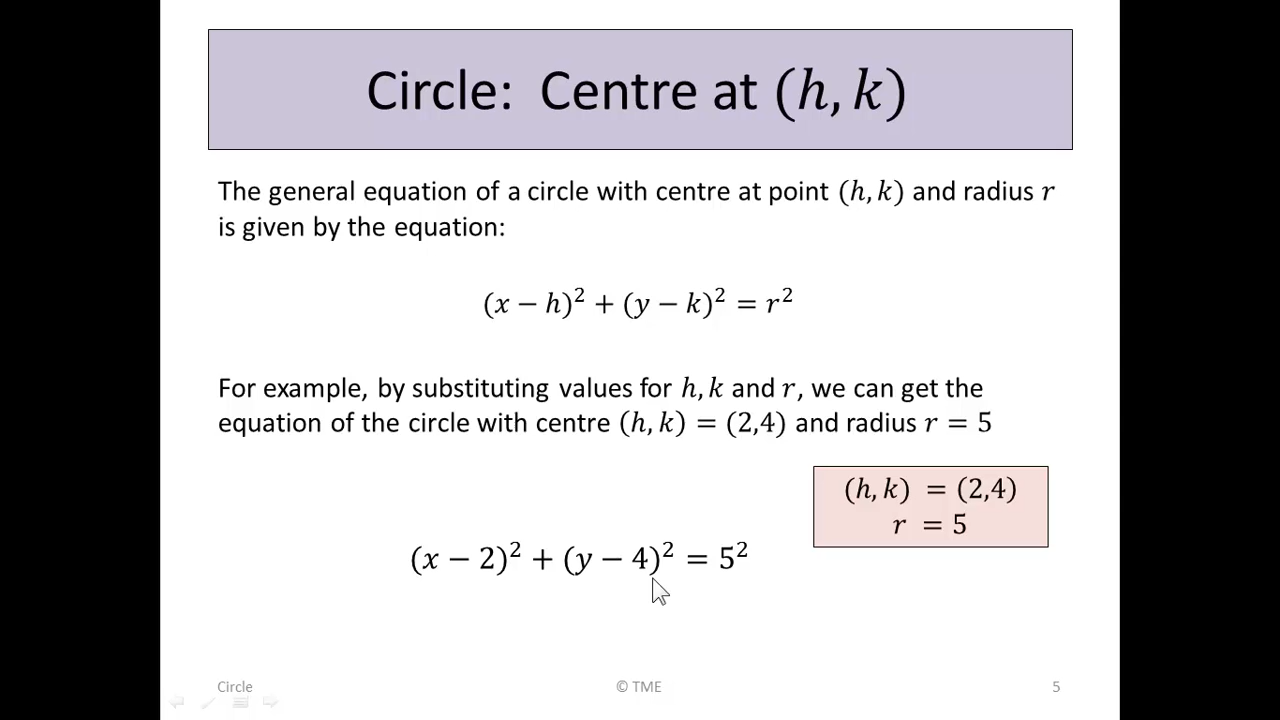 Circle: Centre at (ℎ, 𝑘)
The general equation of a circle with centre at point (ℎ, 𝑘) and radius 𝑟
is given by the equation:
(𝑥 − ℎ)² + (𝑦 − 𝑘)² = 𝑟²
For example, by substituting values for ℎ, 𝑘 and 𝑟, we can get the
equation of the circle with centre (ℎ, 𝑘) = (2,4) and radius 𝑟 = 5
(ℎ, 𝑘) = (2,4)
𝑟 = 5
(𝑥 − 2)² + (𝑦 − 4)² = 5²
Circle © TME 5